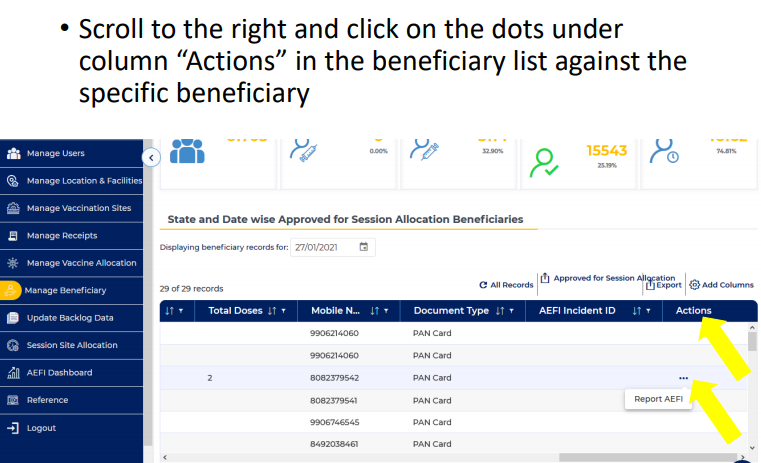 • Scroll to the right and click on the dots under
column “Actions” in the beneficiary list against the
specific beneficiary
Manage Users
Manage Location & Facilities
Manage Vaccination Sites
Manage Receipts
Manage Vaccine Allocation
Manage Beneficiary
Update Backlog Data
Session Site Allocation
AEFI Dashboard
Reference
Logout
0.00%
32.90%
15543
25.19%
74.81%
State and Date wise Approved for Session Allocation Beneficiaries
Displaying beneficiary records for: 27/01/2021
29 of 29 records
All Records
Approved for Session Allocation
Export
Add Columns
Total Doses Mobile N... Document Type AEFI Incident ID Actions
9906214060 PAN Card
9906214060 PAN Card
2 8082379542 PAN Card ...
8082379541 PAN Card
Report AEFI
9906746545 PAN Card
8492038461 PAN Card